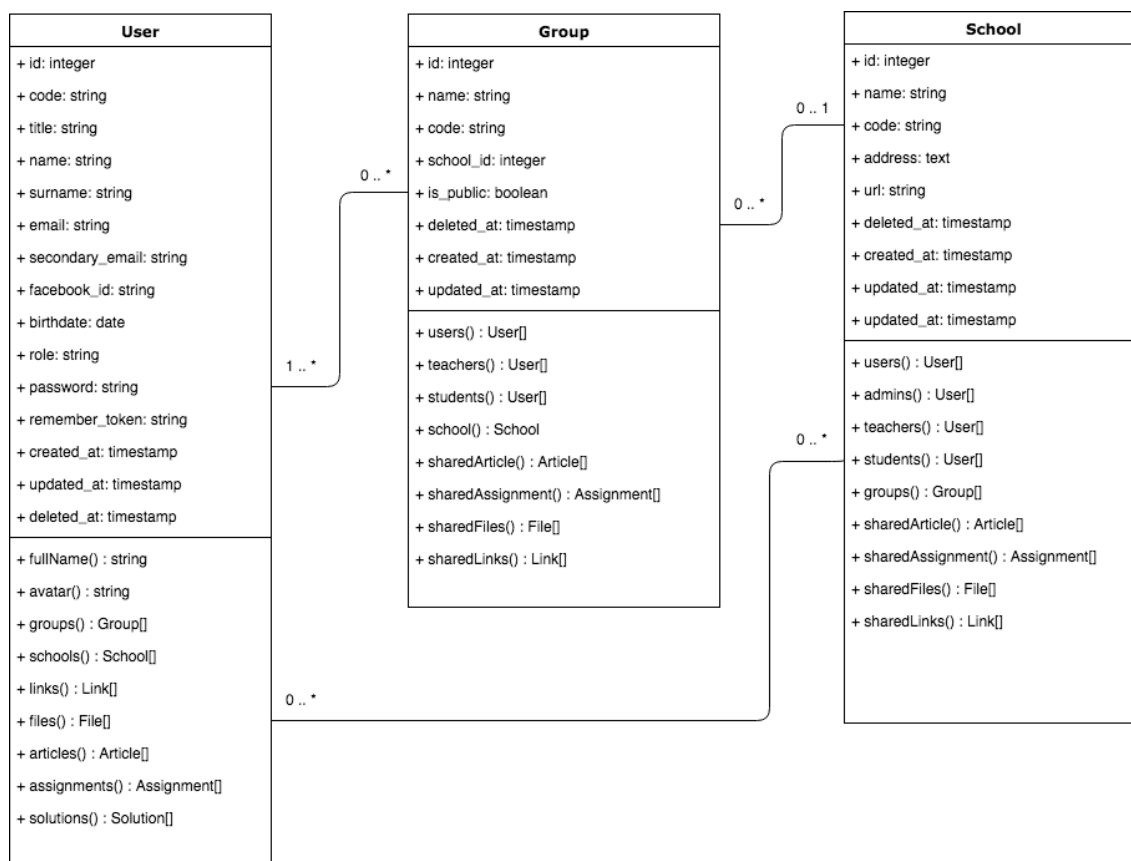 User
+ id: integer
+ code: string
+ title: string
+ name: string
+ surname: string
+ email: string
+ secondary_email: string
+ facebook_id: string
+ birthdate: date
+ role: string
+ password: string
+ remember_token: string
+ created_at: timestamp
+ updated_at: timestamp
+ deleted_at: timestamp
+ fullName() : string
+ avatar() : string
+ groups() : Group[]
+ schools() : School[]
+ links() : Link[]
+ files() : File[]
+ articles() : Article[]
+ assignments() : Assignment[]
+ solutions() : Solution[]
0 .. *
1 .. *
Group
+ id: integer
+ name: string
+ code: string
+ school_id: integer
+ is_public: boolean
+ deleted_at: timestamp
+ created_at: timestamp
+ updated_at: timestamp
+ users() : User[]
+ teachers() : User[]
+ students() : User[]
+ school() : School
+ sharedArticle() : Article[]
+ sharedAssignment() : Assignment[]
+ sharedFiles() : File[]
+ sharedLinks() : Link[]
0 .. 1
0 .. *
0 .. *
0 .. *
School
+ id: integer
+ name: string
+ code: string
+ address: text
+ url: string
+ deleted_at: timestamp
+ created_at: timestamp
+ updated_at: timestamp
+ updated_at: timestamp
+ users() : User[]
+ admins() : User[]
+ teachers() : User[]
+ students() : User[]
+ groups() : Group[]
+ sharedArticle() : Article[]
+ sharedAssignment() : Assignment[]
+ sharedFiles() : File[]
+ sharedLinks() : Link[]